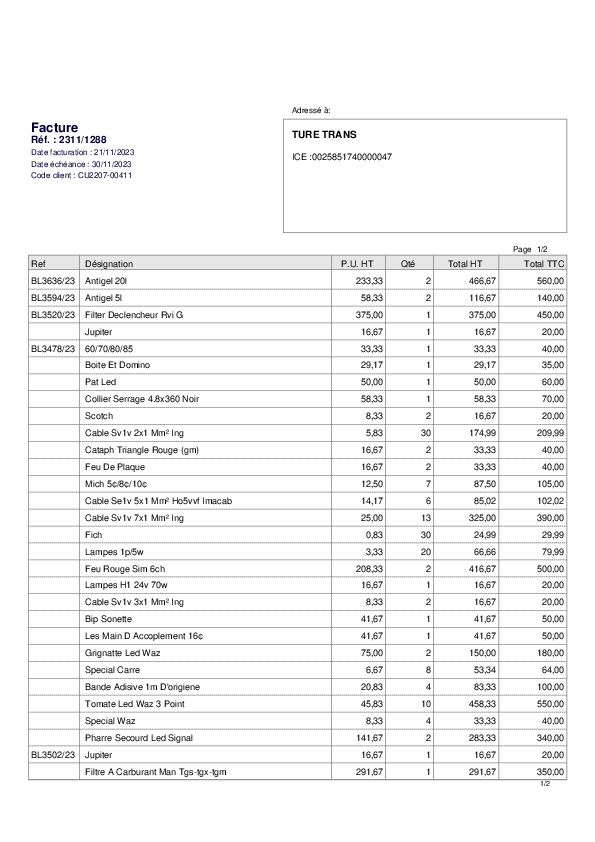 Adressé à:
Facture
Réf. : 2311/1288
Date facturation : 21/11/2023
Date échéance : 30/11/2023
Code client : CU2207-00411
TURE TRANS
ICE :0025851740000047
Page 1/2
Ref Désignation P.U. HT Qté Total HT Total TTC
BL3636/23 Antigel 20l 233,33 2 466,67 560,00
BL3594/23 Antigel 5l 58,33 2 116,67 140,00
BL3520/23 Filter Declencheur Rvi G 375,00 1 375,00 450,00
Jupiter 16,67 1 16,67 20,00
BL3478/23 60/70/80/85 33,33 1 33,33 40,00
Boite Et Domino 29,17 1 29,17 35,00
Pat Led 50,00 1 50,00 60,00
Collier Serrage 4.8x360 Noir 58,33 1 58,33 70,00
Scotch 8,33 2 16,67 20,00
Cable Sv1v 2x1 Mm² Ing 5,83 30 174,99 209,99
Cataph Triangle Rouge (gm) 16,67 2 33,33 40,00
Feu De Plaque 16,67 2 33,33 40,00
Mich 5¢/8¢/10¢ 12,50 7 87,50 105,00
Cable Se1v 5x1 Mm² Ho5vvf Imacab 14,17 6 85,02 102,02
Cable Sv1v 7x1 Mm² Ing 25,00 13 325,00 390,00
Fich 0,83 30 24,99 29,99
Lampes 1p/5w 3,33 20 66,66 79,99
Feu Rouge Sim 6ch 208,33 2 416,67 500,00
Lampes H1 24v 70w 16,67 1 16,67 20,00
Cable Sv1v 3x1 Mm² Ing 8,33 2 16,67 20,00
Bip Sonette 41,67 1 41,67 50,00
Les Main D Accoplement 16¢ 41,67 1 41,67 50,00
Grignatte Led Waz 75,00 2 150,00 180,00
Special Carre 6,67 8 53,34 64,00
Bande Adisive 1m D'origiene 20,83 4 83,33 100,00
Tomate Led Waz 3 Point 45,83 10 458,33 550,00
Special Waz 8,33 4 33,33 40,00
Pharre Secourd Led Signal 141,67 2 283,33 340,00
BL3502/23 Jupiter 16,67 1 16,67 20,00
Filtre A Carburant Man Tgs-tgx-tgm 291,67 1 291,67 350,00
1/2